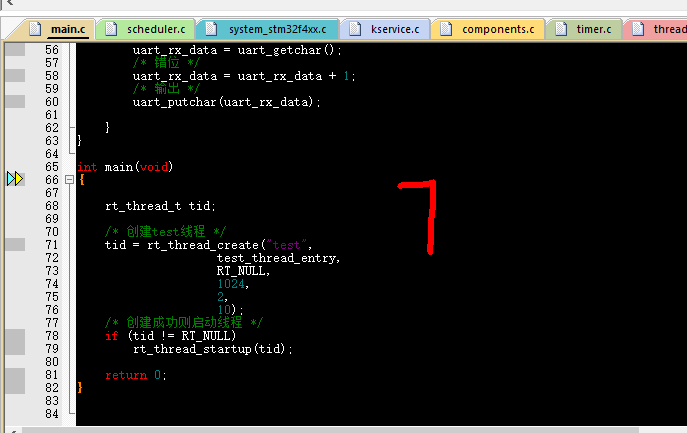 main.c scheduler.c system_stm32f4xx.c kservice.c components.c timer.c thread
56 uart_rx_data = uart_getchar();
57 /* 错位 */
58 uart_rx_data = uart_rx_data + 1;
59 /* 输出 */
60 uart_putchar(uart_rx_data);
61
62 }
63 }
64
65 int main(void)
66 {
67
68 rt_thread_t tid;
69
70 /* 创建test线程 */
71 tid = rt_thread_create("test",
72 test_thread_entry,
73 RT_NULL,
74 1024,
75 2,
76 10);
77 /* 创建成功则启动线程 */
78 if (tid != RT_NULL)
79 rt_thread_startup(tid);
80
81 return 0;
82 }
83
84